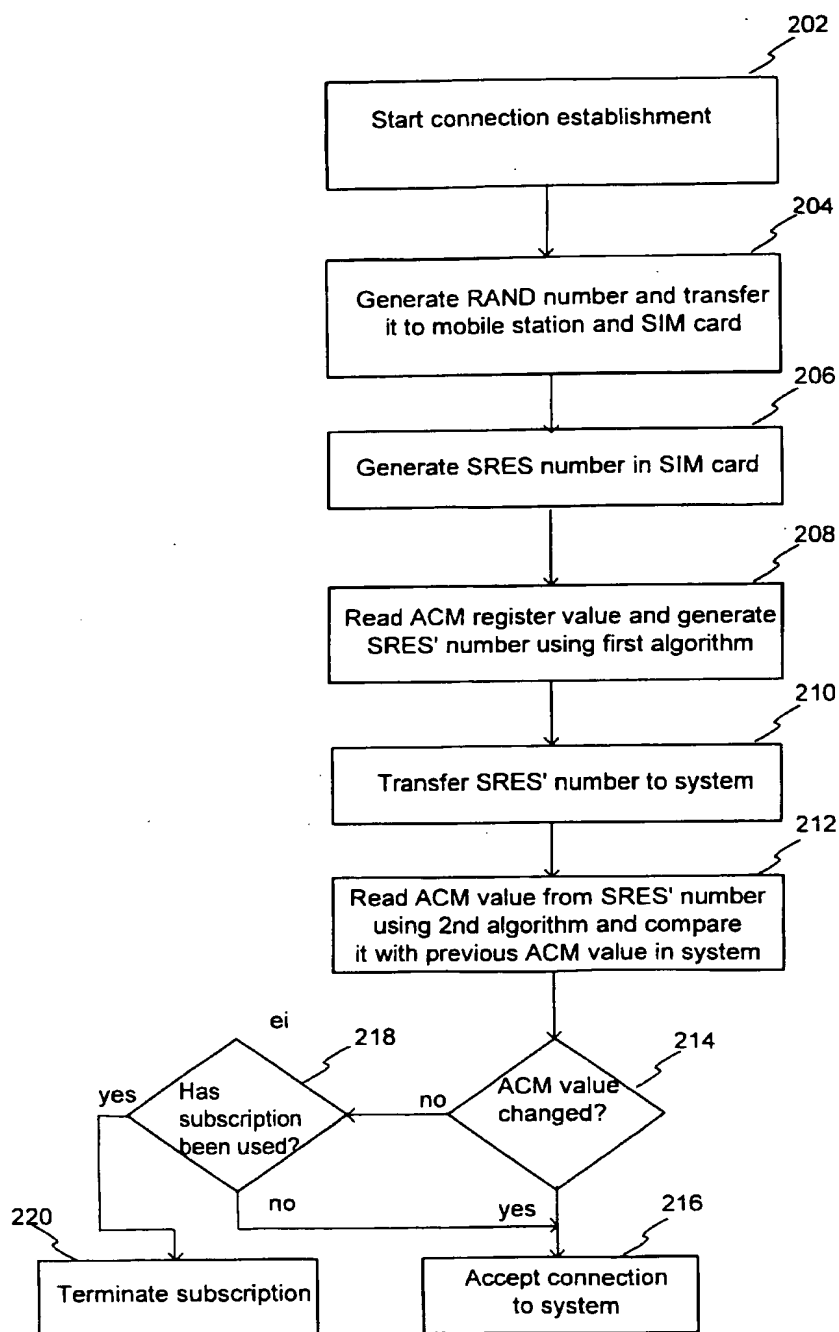 202
Start connection establishment
204
Generate RAND number and transfer
it to mobile station and SIM card
206
Generate SRES number in SIM card
208
Read ACM register value and generate
SRES' number using first algorithm
210
Transfer SRES' number to system
212
Read ACM value from SRES' number
using 2nd algorithm and compare
it with previous ACM value in system
ei
218
214
yes
Has
subscription
been used?
no
ACM value
changed?
no
yes
220
216
Terminate subscription
Accept connection
to system